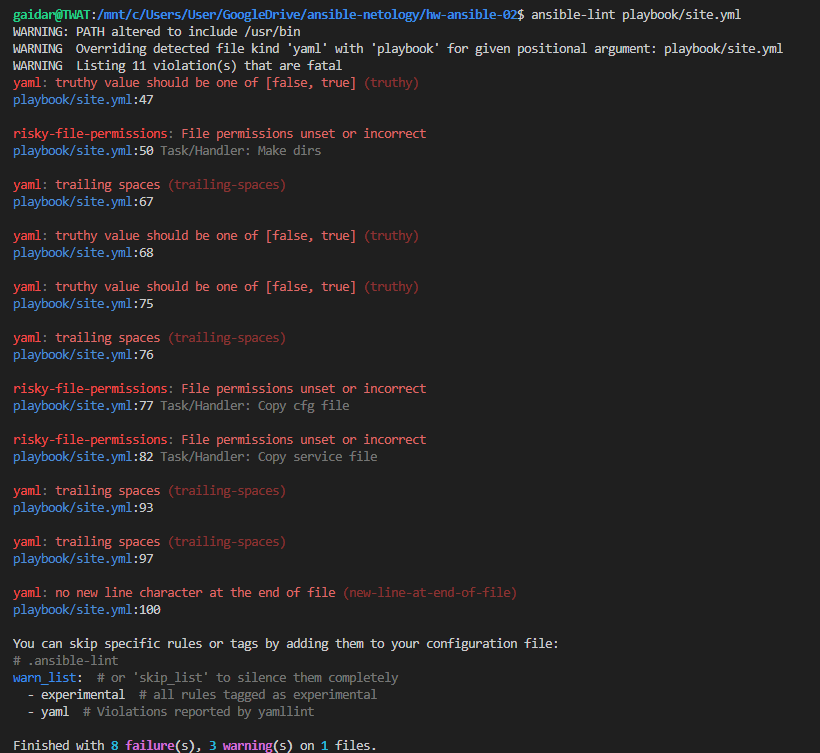 gaidar@TWAT:/mnt/c/Users/User/GoogleDrive/ansible-netology/hw-ansible-02$ ansible-lint playbook/site.yml
WARNING: PATH altered to include /usr/bin
WARNING  Overriding detected file kind 'yaml' with 'playbook' for given positional argument: playbook/site.yml
WARNING  Listing 11 violation(s) that are fatal
yaml: truthy value should be one of [false, true] (truthy)
playbook/site.yml:47

risky-file-permissions: File permissions unset or incorrect
playbook/site.yml:50 Task/Handler: Make dirs

yaml: trailing spaces (trailing-spaces)
playbook/site.yml:67

yaml: truthy value should be one of [false, true] (truthy)
playbook/site.yml:68

yaml: truthy value should be one of [false, true] (truthy)
playbook/site.yml:75

yaml: trailing spaces (trailing-spaces)
playbook/site.yml:76

risky-file-permissions: File permissions unset or incorrect
playbook/site.yml:77 Task/Handler: Copy cfg file

risky-file-permissions: File permissions unset or incorrect
playbook/site.yml:82 Task/Handler: Copy service file

yaml: trailing spaces (trailing-spaces)
playbook/site.yml:93

yaml: trailing spaces (trailing-spaces)
playbook/site.yml:97

yaml: no new line character at the end of file (new-line-at-end-of-file)
playbook/site.yml:100

You can skip specific rules or tags by adding them to your configuration file:
# .ansible-lint
warn_list:  # or 'skip_list' to silence them completely
  - experimental  # all rules tagged as experimental
  - yaml  # Violations reported by yamllint

Finished with 8 failure(s), 3 warning(s) on 1 files.